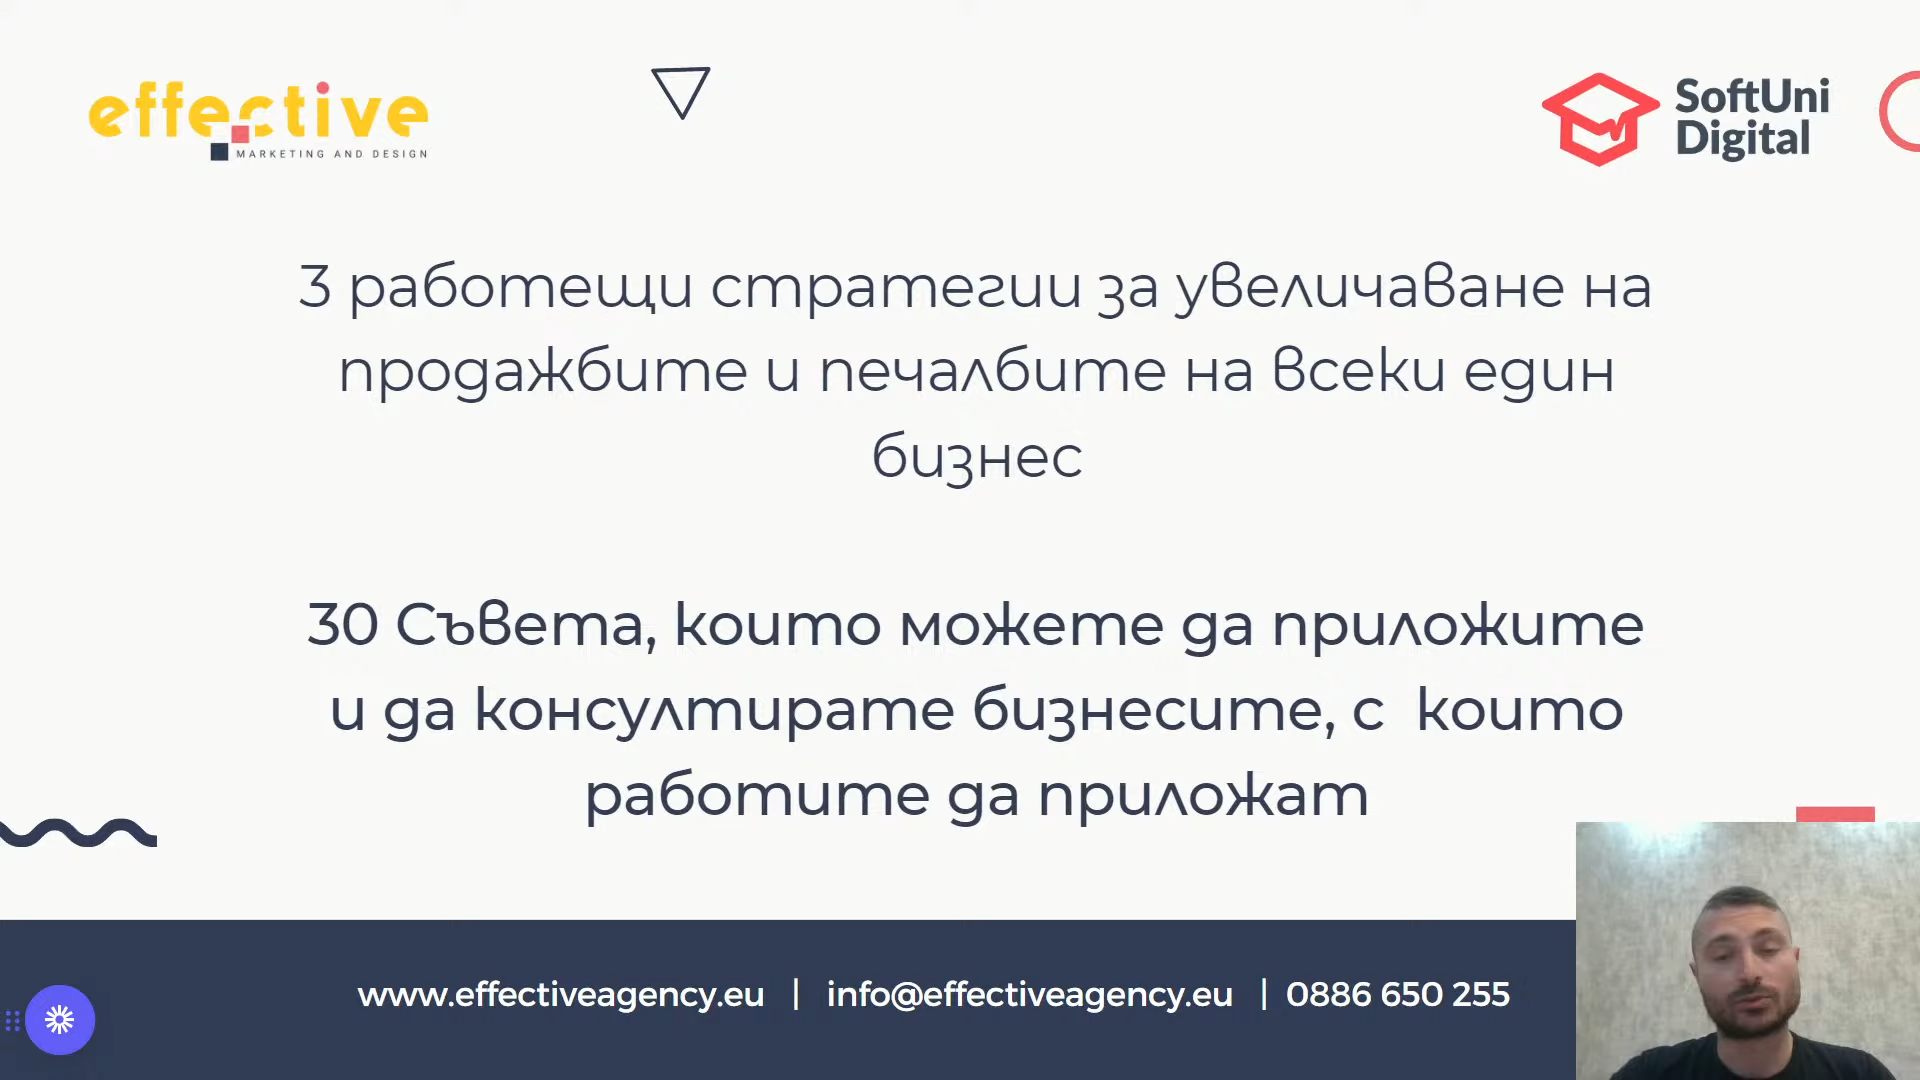 effective
MARKETING AND DESIGN
SoftUni
Digital
3 работещи стратегии за увеличаване на
продажбите и печалбите на всеки един
бизнес
30 Съвета, които можете да приложите
и да консултирате бизнесите, с които
работите да приложат
www.effectiveagency.eu | info@effectiveagency.eu | 0886 650 255